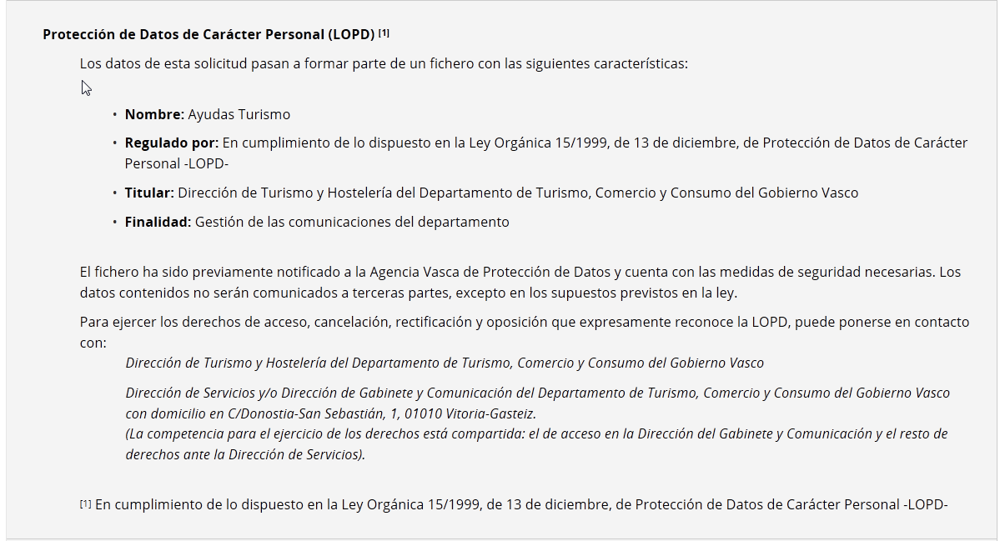 Protección de Datos de Carácter Personal (LOPD) [1]
Los datos de esta solicitud pasan a formar parte de un fichero con las siguientes características:
• Nombre: Ayudas Turismo
• Regulado por: En cumplimiento de lo dispuesto en la Ley Orgánica 15/1999, de 13 de diciembre, de Protección de Datos de Carácter
Personal -LOPD-
• Titular: Dirección de Turismo y Hostelería del Departamento de Turismo, Comercio y Consumo del Gobierno Vasco
• Finalidad: Gestión de las comunicaciones del departamento
El fichero ha sido previamente notificado a la Agencia Vasca de Protección de Datos y cuenta con las medidas de seguridad necesarias. Los
datos contenidos no serán comunicados a terceras partes, excepto en los supuestos previstos en la ley.
Para ejercer los derechos de acceso, cancelación, rectificación y oposición que expresamente reconoce la LOPD, puede ponerse en contacto
con:
Dirección de Turismo y Hostelería del Departamento de Turismo, Comercio y Consumo del Gobierno Vasco
Dirección de Servicios y/o Dirección de Gabinete y Comunicación del Departamento de Turismo, Comercio y Consumo del Gobierno Vasco
con domicilio en C/Donostia-San Sebastián, 1, 01010 Vitoria-Gasteiz.
(La competencia para el ejercicio de los derechos está compartida: el de acceso en la Dirección del Gabinete y Comunicación y el resto de
derechos ante la Dirección de Servicios).
[1] En cumplimiento de lo dispuesto en la Ley Orgánica 15/1999, de 13 de diciembre, de Protección de Datos de Carácter Personal -LOPD-